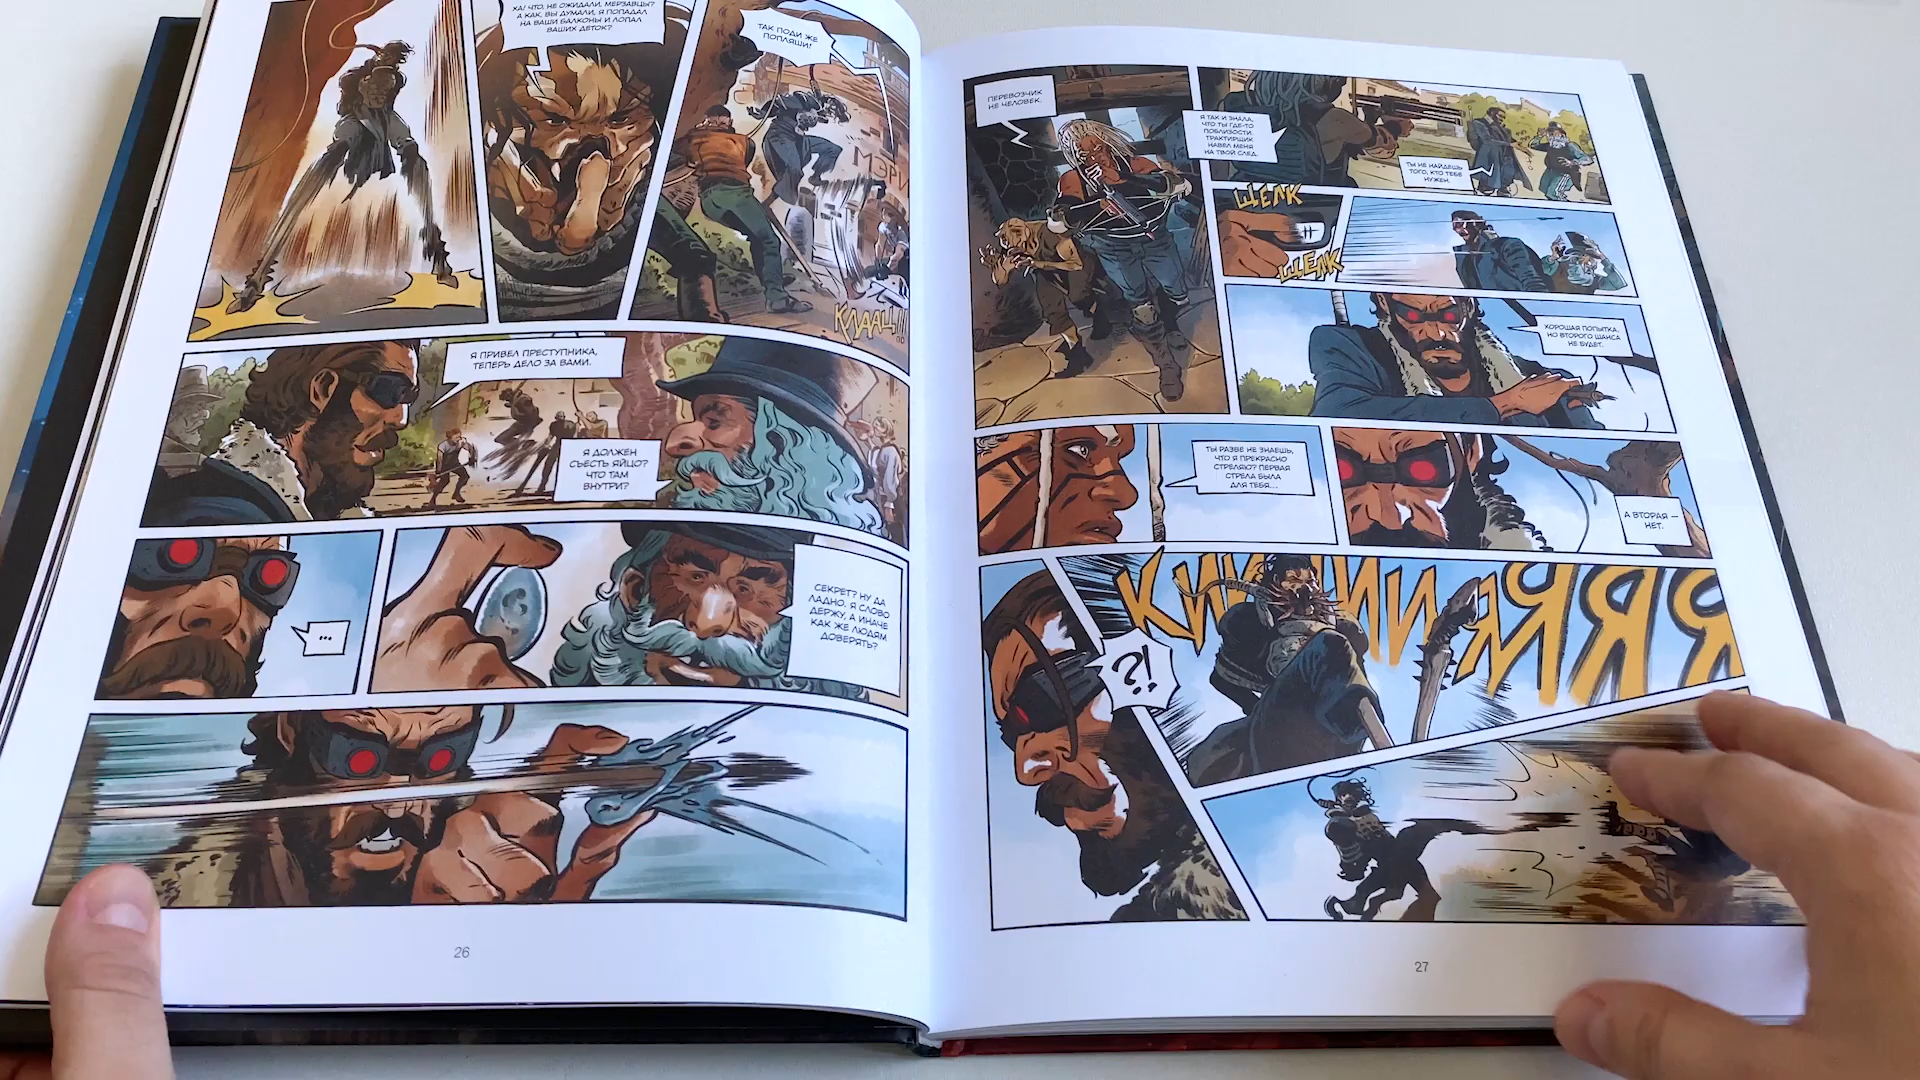 ХА! ЧТО, НЕ ОЖИДАЛИ, МЕРЗАВЦЫ?
А КАК, ВЫ ДУМАЛИ, Я ПОПАДАЛ
НА ВАШИ БАЛКОНЫ И ЛОПАЛ
ВАШИХ ДЕТОК?
ТАК ПОДИ ЖЕ
ПОПЛЯШИ!
МЭРИ
КЛААЦ!!!
Я ПРИВЕЛ ПРЕСТУПНИКА,
ТЕПЕРЬ ДЕЛО ЗА ВАМИ.
Я ДОЛЖЕН
СЪЕСТЬ ЯЙЦО?
ЧТО ТАМ
ВНУТРИ?
...
СЕКРЕТ? НУ ДА
ЛАДНО. Я СЛОВО
ДЕРЖУ, А ИНАЧЕ
КАК ЖЕ ЛЮДЯМ
ДОВЕРЯТЬ?
26
ПЕРЕВОЗЧИК
НЕ ЧЕЛОВЕК.
Я ТАК И ЗНАЛА,
ЧТО ТЫ ГДЕ-ТО
ПОБЛИЗОСТИ.
ТРАКТИРЩИК
НАВЕЛ МЕНЯ
НА ТВОЙ СЛЕД.
ТЫ НЕ НАЙДЕШЬ
ТОГО, КТО ТЕБЕ
НУЖЕН.
ЩЕЛК
ЩЕЛК
ХОРОШАЯ ПОПЫТКА,
НО ВТОРОГО ШАНСА
НЕ БУДЕТ.
ТЫ РАЗВЕ НЕ ЗНАЕШЬ,
ЧТО Я ПРЕКРАСНО
СТРЕЛЯЮ? ПЕРВАЯ
СТРЕЛА БЫЛА
ДЛЯ ТЕБЯ...
А ВТОРАЯ —
НЕТ.
?!
27